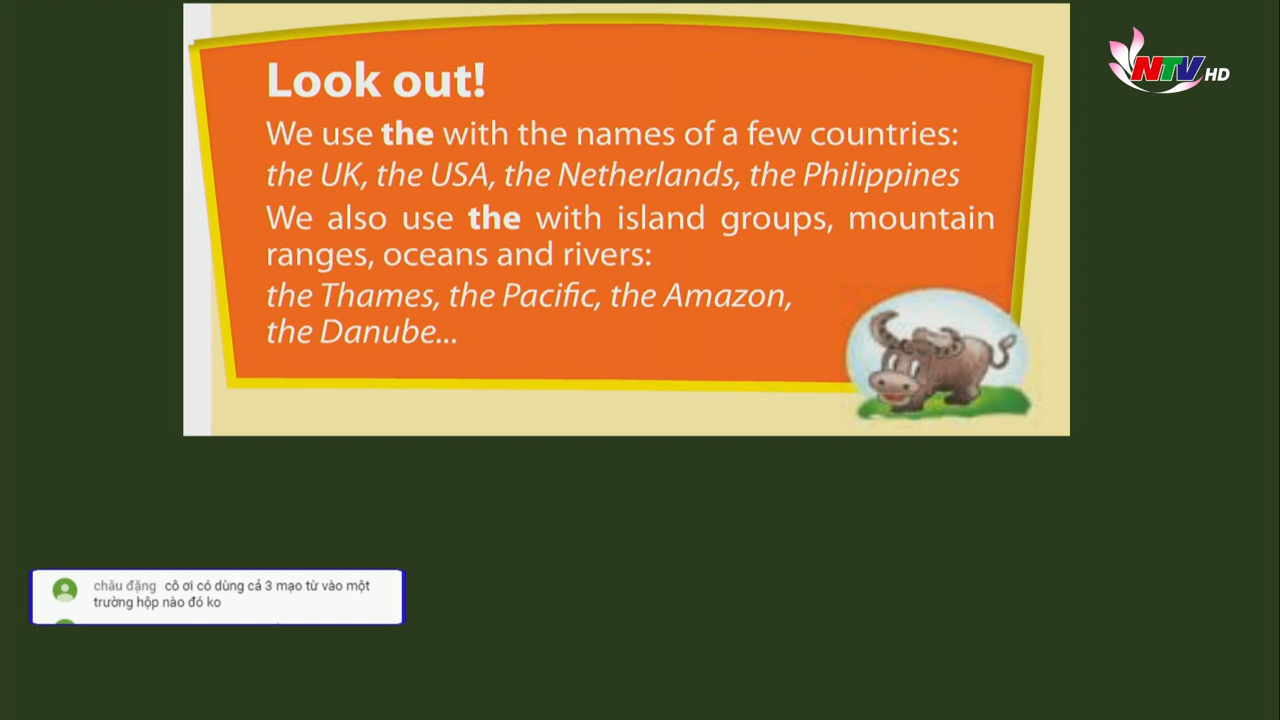 Look out!
We use the with the names of a few countries:
the UK, the USA, the Netherlands, the Philippines
We also use the with island groups, mountain
ranges, oceans and rivers:
the Thames, the Pacific, the Amazon,
the Danube...
NTV HD
châu đặng cô ơi có dùng cả 3 mạo từ vào một
trường hộp nào đó ko